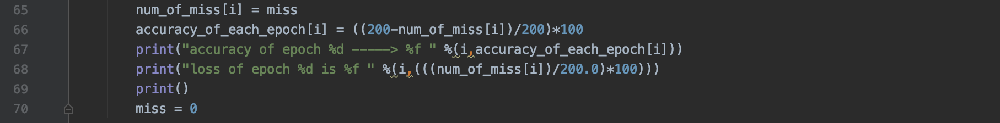 65 num_of_miss[i] = miss
66 accuracy_of_each_epoch[i] = ((200-num_of_miss[i])/200)*100
67 print("accuracy of epoch %d -----> %f " %(i,accuracy_of_each_epoch[i]))
68 print("loss of epoch %d is %f " %(i,(((num_of_miss[i])/200.0)*100)))
69 print()
70 miss = 0